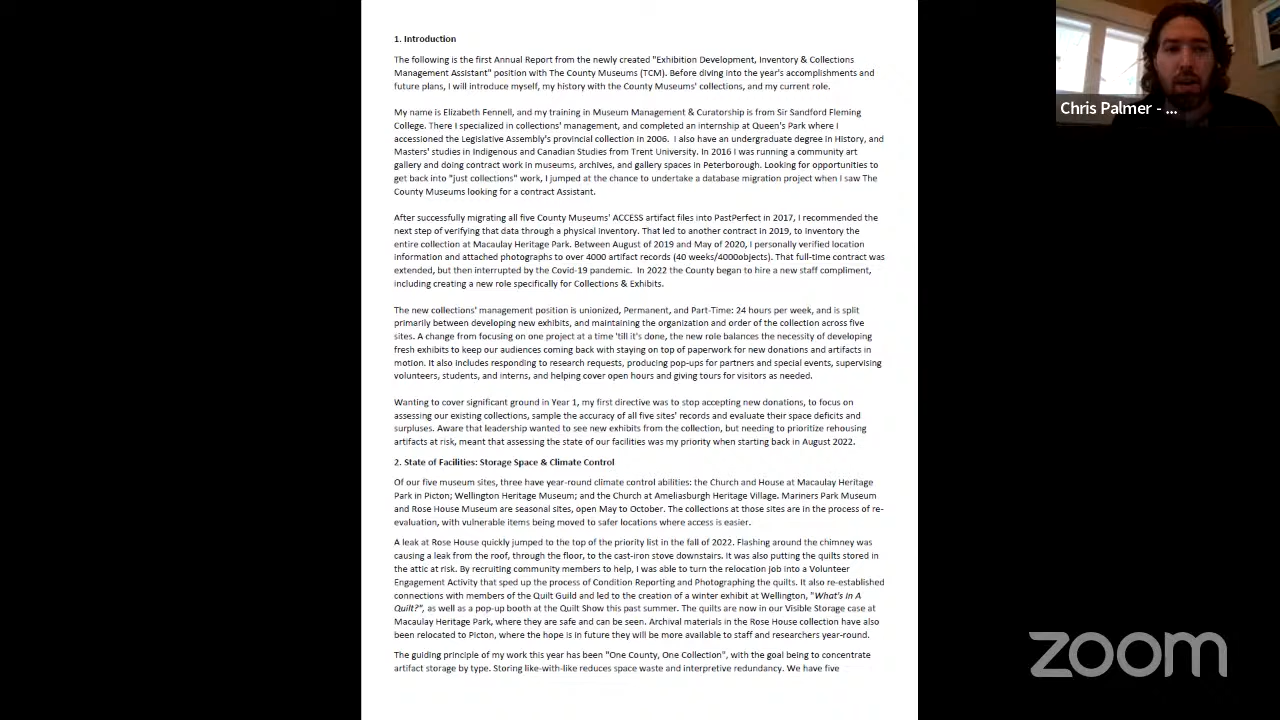 1. Introduction
The following is the first Annual Report from the newly created "Exhibition Development, Inventory & Collections
Management Assistant" position with The County Museums (TCM). Before diving into the year's accomplishments and
future plans, I will introduce myself, my history with the County Museums' collections, and my current role.
My name is Elizabeth Fennell, and my training in Museum Management & Curatorship is from Sir Sandford Fleming
College. There I specialized in collections' management, and completed an internship at Queen's Park where I
accessioned the Legislative Assembly's provincial collection in 2006.  I also have an undergraduate degree in History, and
Masters' studies in Indigenous and Canadian Studies from Trent University. In 2016 I was running a community art
gallery and doing contract work in museums, archives, and gallery spaces in Peterborough. Looking for opportunities to
get back into "just collections" work, I jumped at the chance to undertake a database migration project when I saw The
County Museums looking for a contract Assistant.
After successfully migrating all five County Museums' ACCESS artifact files into PastPerfect in 2017, I recommended the
next step of verifying that data through a physical inventory. That led to another contract in 2019, to inventory the
entire collection at Macaulay Heritage Park. Between August of 2019 and May of 2020, I personally verified location
information and attached photographs to over 4000 artifact records (40 weeks/4000objects). That full-time contract was
extended, but then interrupted by the Covid-19 pandemic.  In 2022 the County began to hire a new staff compliment,
including creating a new role specifically for Collections & Exhibits.
The new collections' management position is unionized, Permanent, and Part-Time: 24 hours per week, and is split
primarily between developing new exhibits, and maintaining the organization and order of the collection across five
sites. A change from focusing on one project at a time 'till it's done, the new role balances the necessity of developing
fresh exhibits to keep our audiences coming back with staying on top of paperwork for new donations and artifacts in
motion. It also includes responding to research requests, producing pop-ups for partners and special events, supervising
volunteers, students, and interns, and helping cover open hours and giving tours for visitors as needed.
Wanting to cover significant ground in Year 1, my first directive was to stop accepting new donations, to focus on
assessing our existing collections, sample the accuracy of all five sites' records and evaluate their space deficits and
surpluses. Aware that leadership wanted to see new exhibits from the collection, but needing to prioritize rehousing
artifacts at risk, meant that assessing the state of our facilities was my priority when starting back in August 2022.
2. State of Facilities: Storage Space & Climate Control
Of our five museum sites, three have year-round climate control abilities: the Church and House at Macaulay Heritage
Park in Picton; Wellington Heritage Museum; and the Church at Ameliasburgh Heritage Village. Mariners Park Museum
and Rose House Museum are seasonal sites, open May to October. The collections at those sites are in the process of re-
evaluation, with vulnerable items being moved to safer locations where access is easier.
A leak at Rose House quickly jumped to the top of the priority list in the fall of 2022. Flashing around the chimney was
causing a leak from the roof, through the floor, to the cast-iron stove downstairs. It was also putting the quilts stored in
the attic at risk. By recruiting community members to help, I was able to turn the relocation job into a Volunteer
Engagement Activity that sped up the process of Condition Reporting and Photographing the quilts. It also re-established
connections with members of the Quilt Guild and led to the creation of a winter exhibit at Wellington, "What's In A
Quilt?", as well as a pop-up booth at the Quilt Show this past summer. The quilts are now in our Visible Storage case at
Macaulay Heritage Park, where they are safe and can be seen. Archival materials in the Rose House collection have also
been relocated to Picton, where the hope is in future they will be more available to staff and researchers year-round.
The guiding principle of my work this year has been "One County, One Collection", with the goal being to concentrate
artifact storage by type. Storing like-with-like reduces space waste and interpretive redundancy. We have five
Chris Palmer - ...
zoom